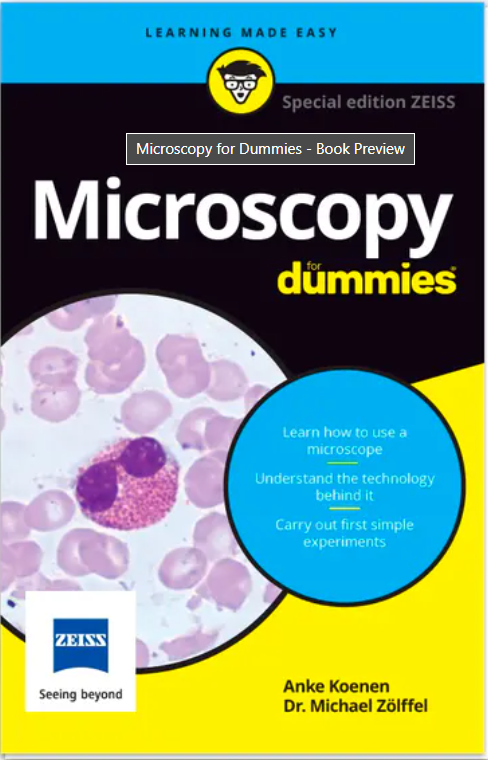 LEARNING MADE EASY
Special edition ZEISS
Microscopy for Dummies - Book Preview
Microscopy
for
dummies®
Learn how to use a
microscope
Understand the technology
behind it
Carry out first simple
experiments
ZEISS
Seeing beyond
Anke Koenen
Dr. Michael Zölffel